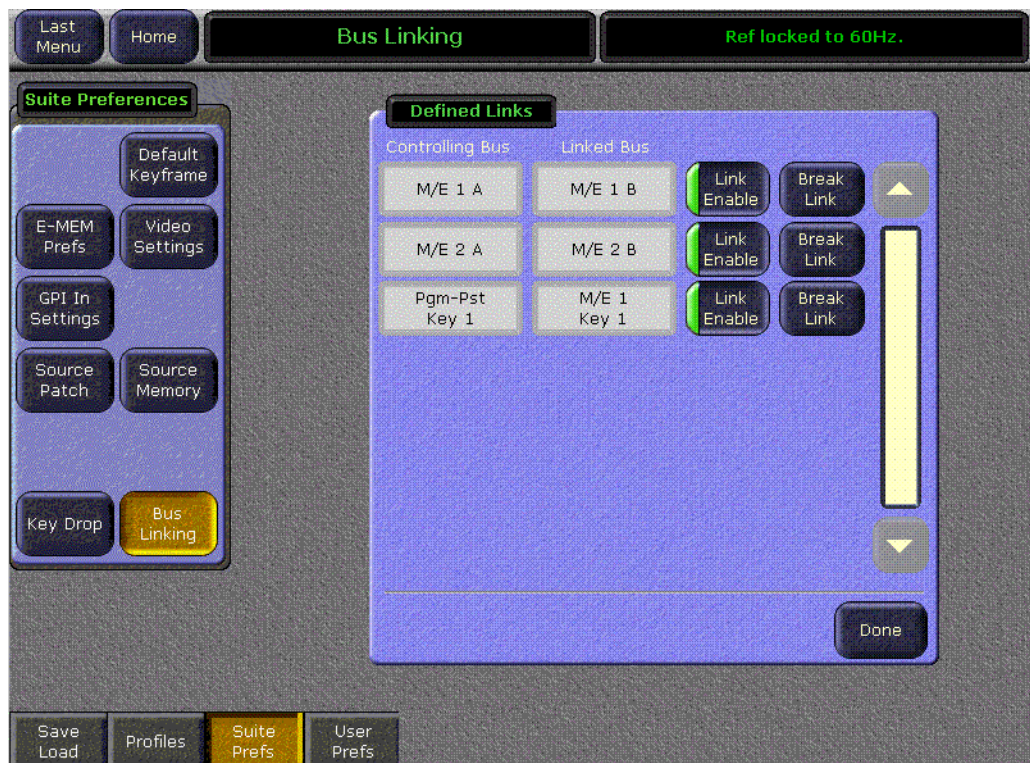 Last
Menu
Home
Bus Linking
Ref locked to 60Hz.
Suite Preferences
Default
Keyframe
E-MEM
Prefs
Video
Settings
GPI In
Settings
Source
Patch
Source
Memory
Key Drop
Bus
Linking
Defined Links
Controlling Bus
Linked Bus
M/E 1 A
M/E 1 B
Link
Enable
Break
Link
M/E 2 A
M/E 2 B
Link
Enable
Break
Link
Pgm-Pst
Key 1
M/E 1
Key 1
Link
Enable
Break
Link
Done
Save
Load
Profiles
Suite
Prefs
User
Prefs